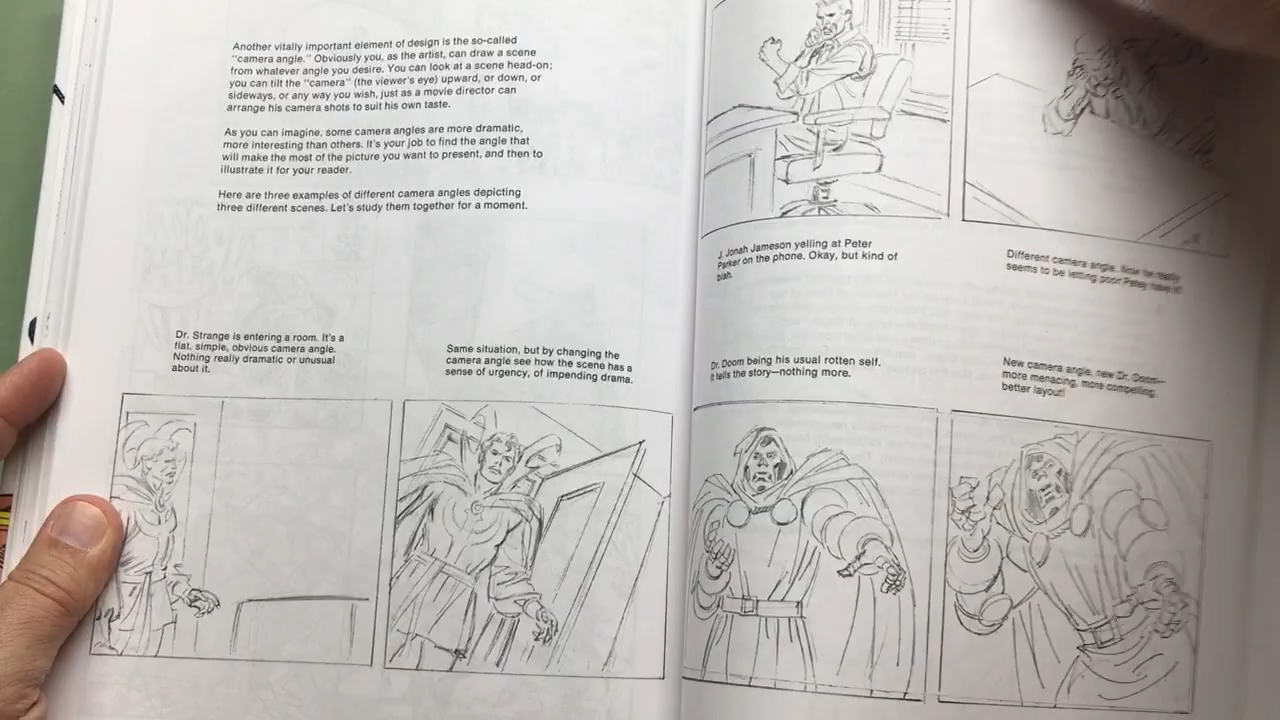 Another vitally important element of design is the so-called
"camera angle." Obviously you, as the artist, can draw a scene
from whatever angle you desire. You can look at a scene head-on;
you can tilt the "camera" (the viewer's eye) upward, or down, or
sideways, or any way you wish, just as a movie director can
arrange his camera shots to suit his own taste.
As you can imagine, some camera angles are more dramatic,
more interesting than others. It's your job to find the angle that
will make the most of the picture you want to present, and then to
illustrate it for your reader.
Here are three examples of different camera angles depicting
three different scenes. Let's study them together for a moment.
Dr. Strange is entering a room. It's a
flat, simple, obvious camera angle.
Nothing really dramatic or unusual
about it.
Same situation, but by changing the
camera angle see how the scene has a
sense of urgency, of impending drama.
J. Jonah Jameson yelling at Peter
Parker on the phone. Okay, but kind of
blah.
Different camera angle. Now he really
seems to be letting poor Petey have it!
Dr. Doom being his usual rotten self.
It tells the story—nothing more.
New camera angle, new Dr. Doom—
more menacing, more compelling,
better layout!